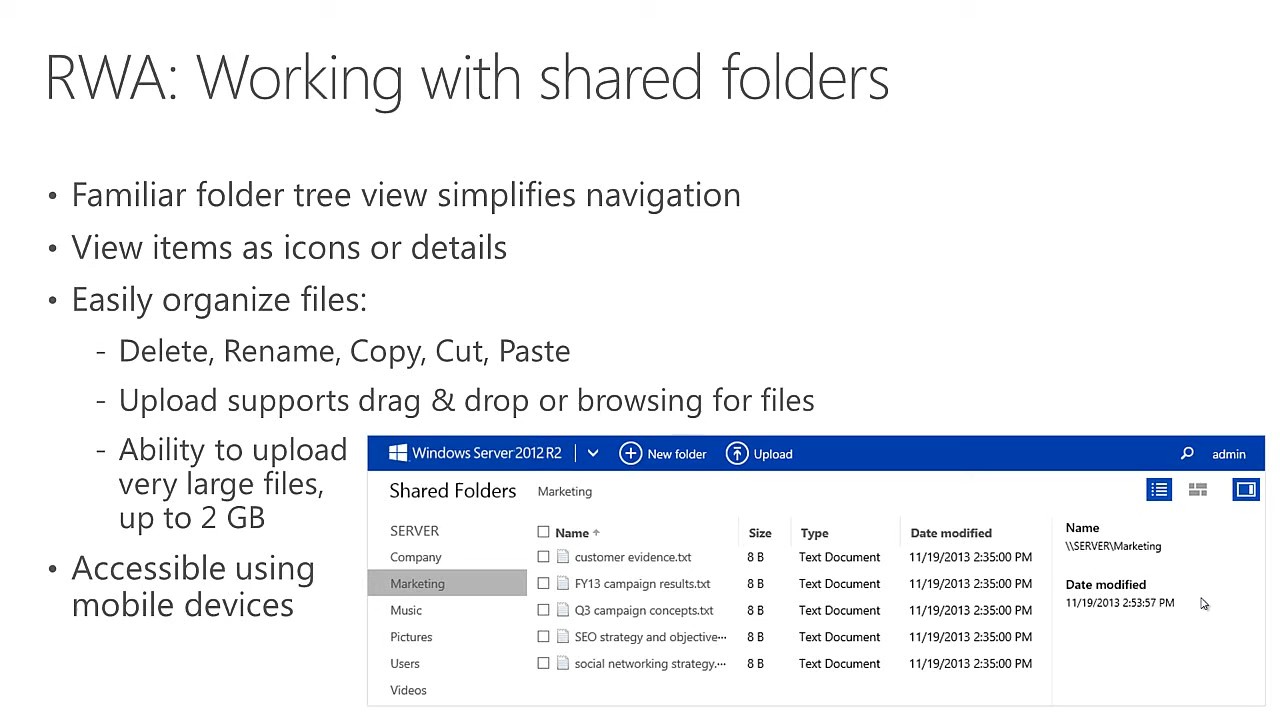 RWA: Working with shared folders
• Familiar folder tree view simplifies navigation
• View items as icons or details
• Easily organize files:
- Delete, Rename, Copy, Cut, Paste
- Upload supports drag & drop or browsing for files
- Ability to upload
very large files,
up to 2 GB
• Accessible using
mobile devices
Windows Server 2012 R2 New folder Upload admin
Shared Folders Marketing
SERVER
Company
Marketing
Music
Pictures
Users
Videos
Name Size Type Date modified
customer evidence.txt 8 B Text Document 11/19/2013 2:35:00 PM
FY13 campaign results.txt 8 B Text Document 11/19/2013 2:35:00 PM
Q3 campaign concepts.txt 8 B Text Document 11/19/2013 2:35:00 PM
SEO strategy and objective··· 8 B Text Document 11/19/2013 2:35:00 PM
social networking strategy.··· 8 B Text Document 11/19/2013 2:35:00 PM
Name
\\SERVER\Marketing
Date modified
11/19/2013 2:53:57 PM